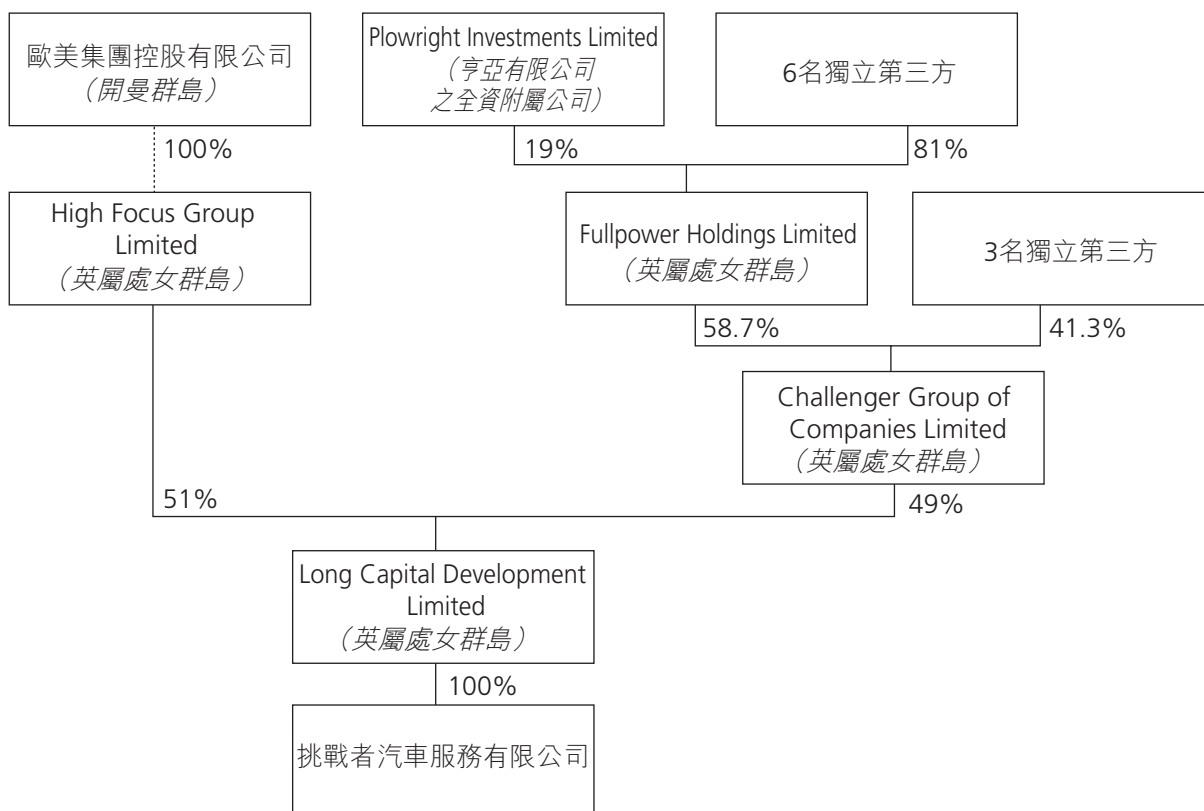 歐美集團控股有限公司
（開曼群島）
Plowright Investments Limited
（亨亞有限公司
之全資附屬公司）
6名獨立第三方
100%
19%
81%
High Focus Group
Limited
（英屬處女群島）
Fullpower Holdings Limited
（英屬處女群島）
3名獨立第三方
58.7%
41.3%
Challenger Group of
Companies Limited
（英屬處女群島）
51%
49%
Long Capital Development
Limited
（英屬處女群島）
100%
挑戰者汽車服務有限公司